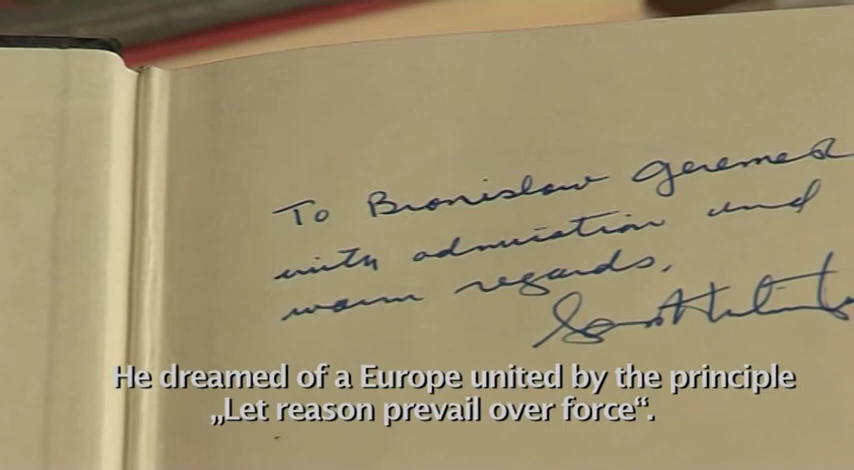 To Bronislaw Geremek
with admiration and
warm regards,
He dreamed of a Europe united by the principle
„Let reason prevail over force“.